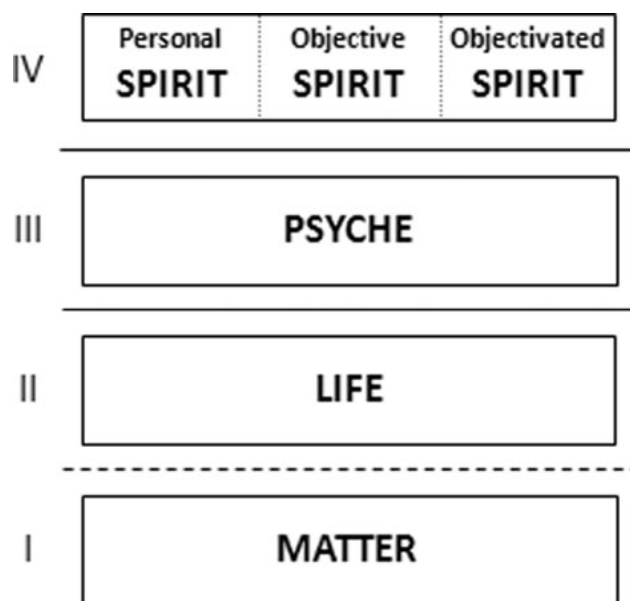 IV
Personal Objective Objectivated
SPIRIT SPIRIT SPIRIT
III
PSYCHE
II
LIFE
I
MATTER